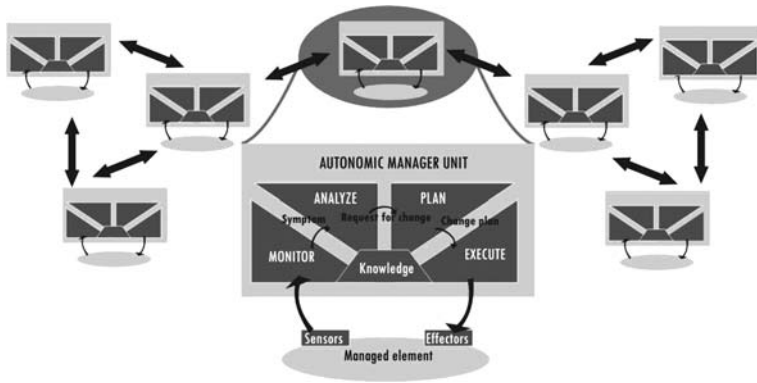 AUTONOMIC MANAGER UNIT
ANALYZE
PLAN
Symptom
Request for change
Change plan
MONITOR
Knowledge
EXECUTE
Sensors
Effectors
Managed element